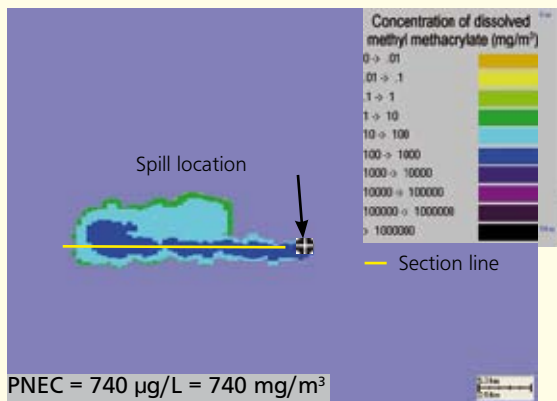 Concentration of dissolved
methyl methacrylate (mg/m³)
0 -> .01
.01 -> .1
.1 -> 1
1 -> 10
10 -> 100
100 -> 1000
1000 -> 10000
10000 -> 100000
100000 -> 1000000
> 1000000
Spill location
Section line
PNEC = 740 µg/L = 740 mg/m³